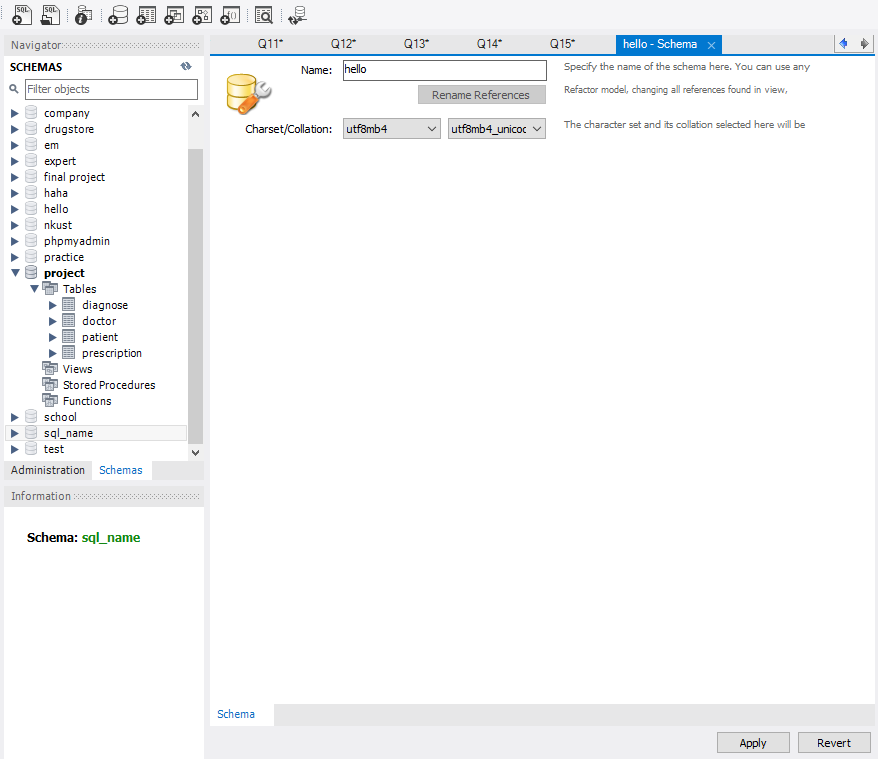 SQL
SQL
Navigator
SCHEMAS
Filter objects
company
drugstore
em
expert
final project
haha
hello
nkust
phpmyadmin
practice
project
Tables
diagnose
doctor
patient
prescription
Views
Stored Procedures
Functions
school
sql_name
test
Administration Schemas
Information
Schema: sql_name
Q11* Q12* Q13* Q14* Q15* hello - Schema
Name: hello Specify the name of the schema here. You can use any
Rename References Refactor model, changing all references found in view,
Charset/Collation: utf8mb4 utf8mb4_unicoc The character set and its collation selected here will be
Schema
Apply Revert